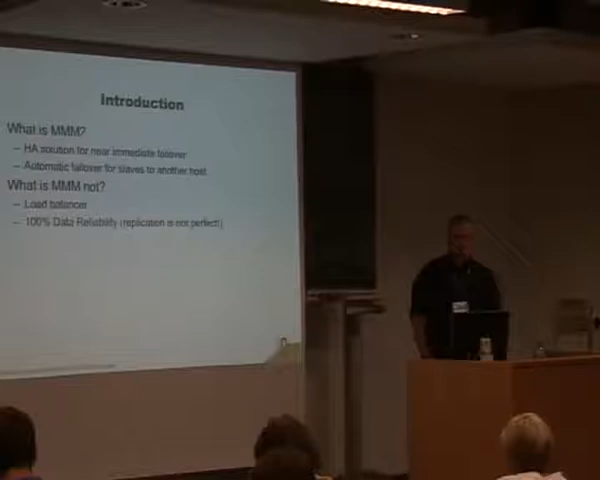 Introduction
What is MMM?
– HA solution for near immediate failover
– Automatic failover for slaves to another host
What is MMM not?
– Load balancer
– 100% Data Reliability (replication is not perfect!)